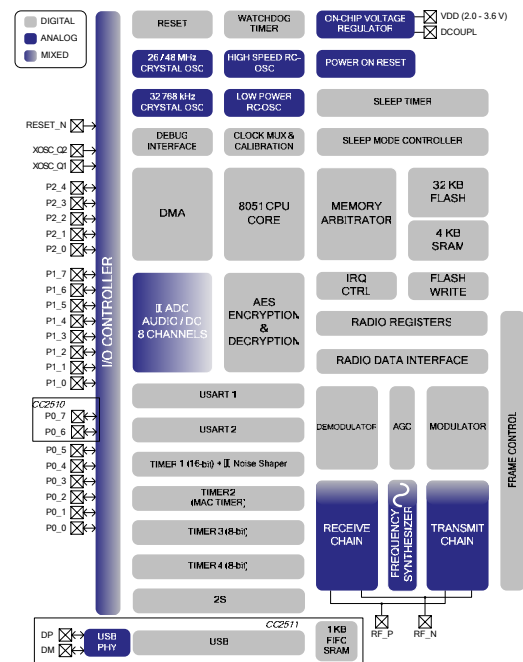 DIGITAL
ANALOG
MIXED
RESET
WATCHDOG
TIMER
ON-CHIP VOLTAGE
REGULATOR
VDD (2.0 - 3.6 V)
DCOUPL
26/48 MHz
CRYSTAL OSC
HIGH SPEED RC-
OSC
POWER ON RESET
32.768 kHz
CRYSTAL OSC
LOW POWER
RC-OSC
SLEEP TIMER
RESET_N
XOSC_Q2
XOSC_Q1
DEBUG
INTERFACE
CLOCK MUX &
CALIBRATION
SLEEP MODE CONTROLLER
P2_4
P2_3
P2_2
P2_1
P2_0
DMA
8051 CPU
CORE
MEMORY
ARBITRATOR
32 KB
FLASH
4 KB
SRAM
P1_7
P1_6
P1_5
P1_4
P1_3
P1_2
P1_1
P1_0
I/O CONTROLLER
ADC
AUDIC / DC
8 CHANNELS
AES
ENCRYPTION
&
DECRYPTION
IRQ
CTRL
FLASH
WRITE
RADIO REGISTERS
RADIO DATA INTERFACE
FRAME CONTROL
CC2510
P0_7
P0_6
P0_5
P0_4
P0_3
P0_2
P0_1
P0_0
USART 1
USART 2
TIMER 1 (16-bit) + Noise Shaper
TIMER2
(MAC TIMER)
TIMER 3 (8-bit)
TIMER 4 (8-bit)
2S
DEMODULATOR
AGC
MODULATOR
RECEIVE
CHAIN
FREQUENCY
SYNTHESIZER
TRANSMIT
CHAIN
RF_P
RF_N
CC2511
DP
DM
USB
PHY
USB
1 KB
FIFC
SRAM